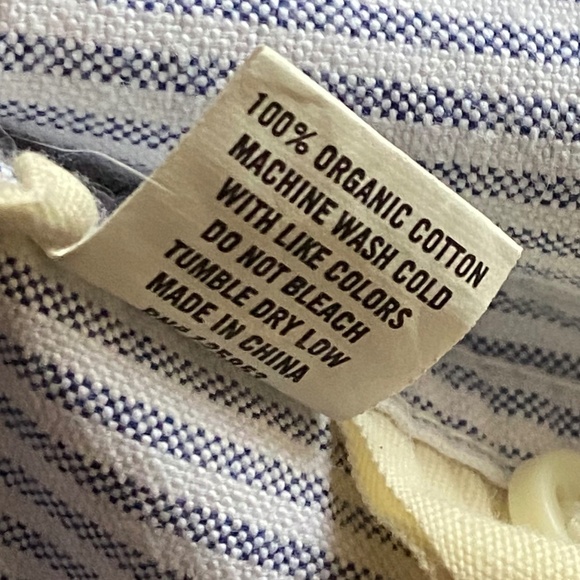 100% ORGANIC COTTON
MACHINE WASH COLD
WITH LIKE COLORS
DO NOT BLEACH
TUMBLE DRY LOW
MADE IN CHINA